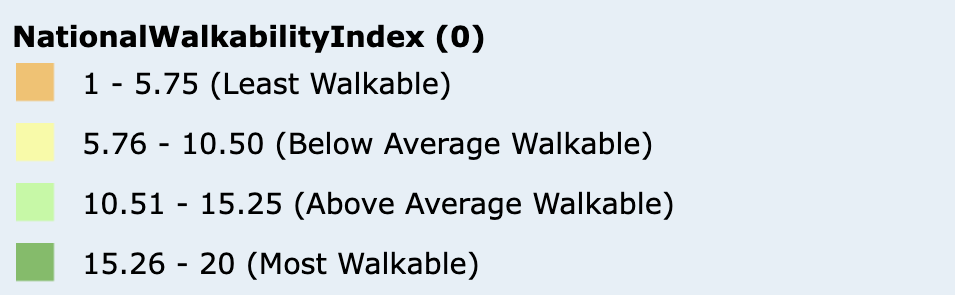 NationalWalkabilityIndex (0)
1 - 5.75 (Least Walkable)
5.76 - 10.50 (Below Average Walkable)
10.51 - 15.25 (Above Average Walkable)
15.26 - 20 (Most Walkable)